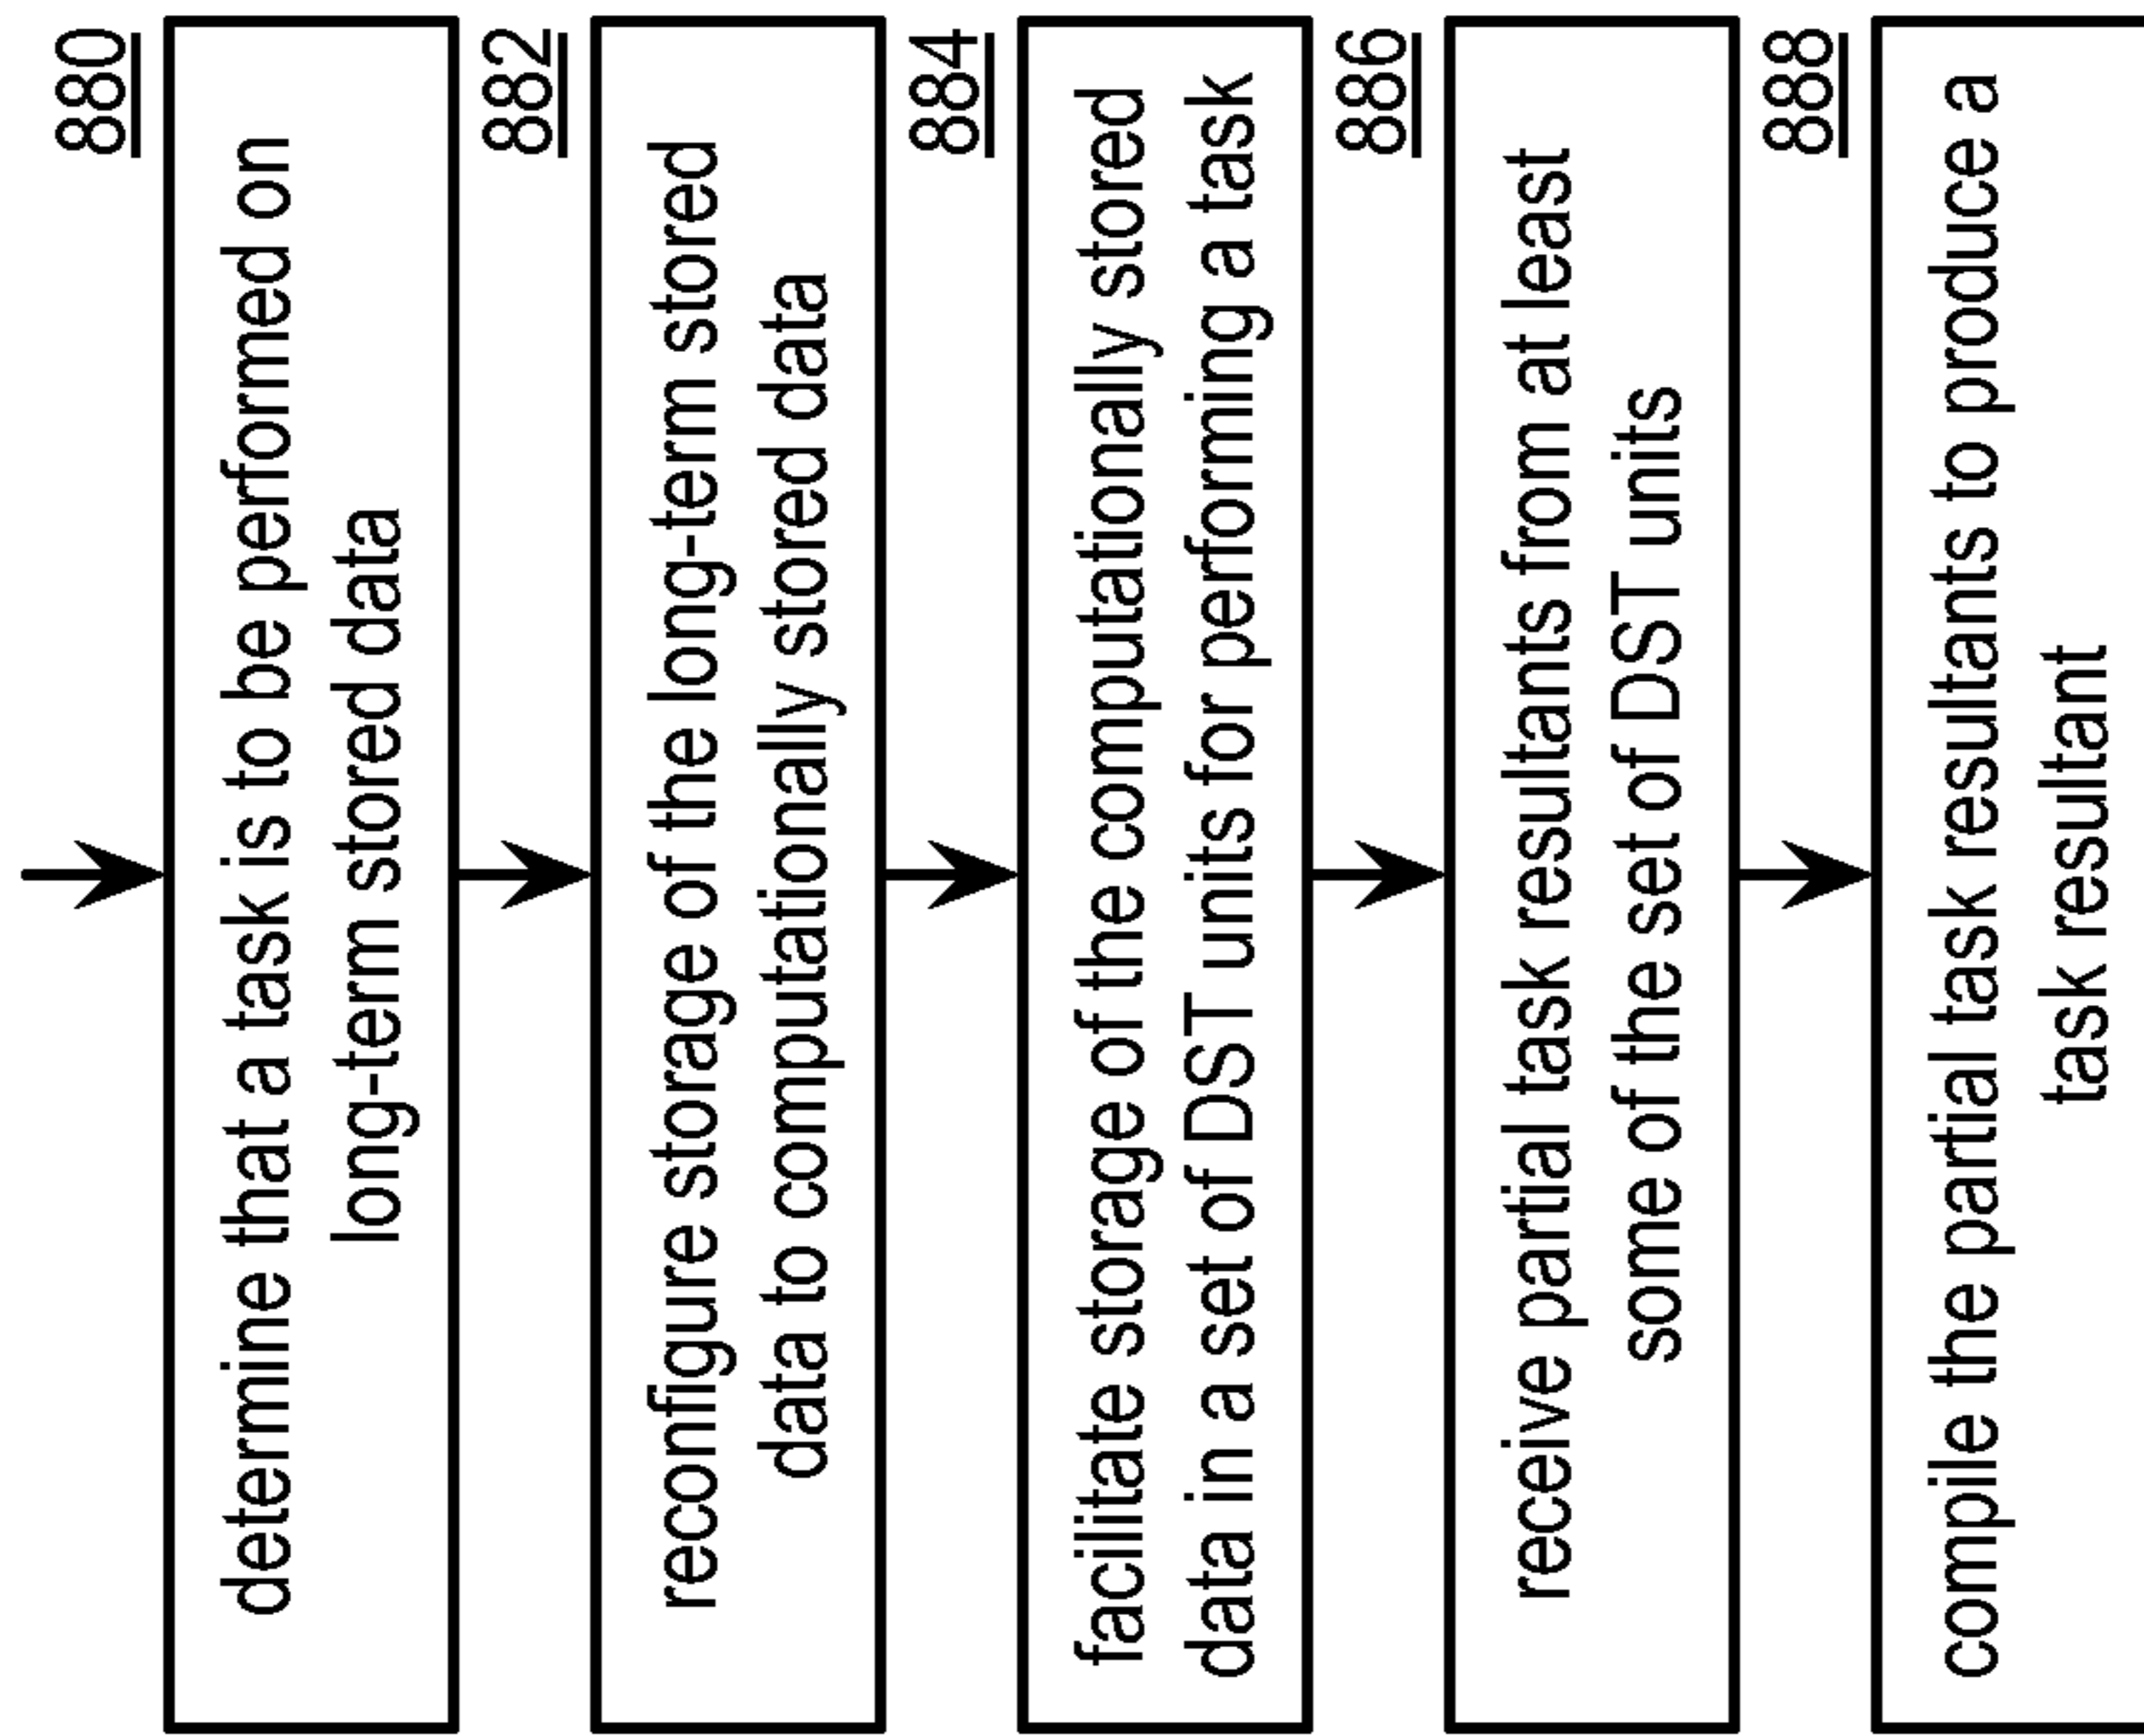 880
determine that a task is to be performed on
long-term stored data
882
reconfigure storage of the long-term stored
data to computationally stored data
884
facilitate storage of the computationally stored
data in a set of DST units for performing a task
886
receive partial task resultants from at least
some of the set of DST units
888
compile the partial task resultants to produce a
task resultant